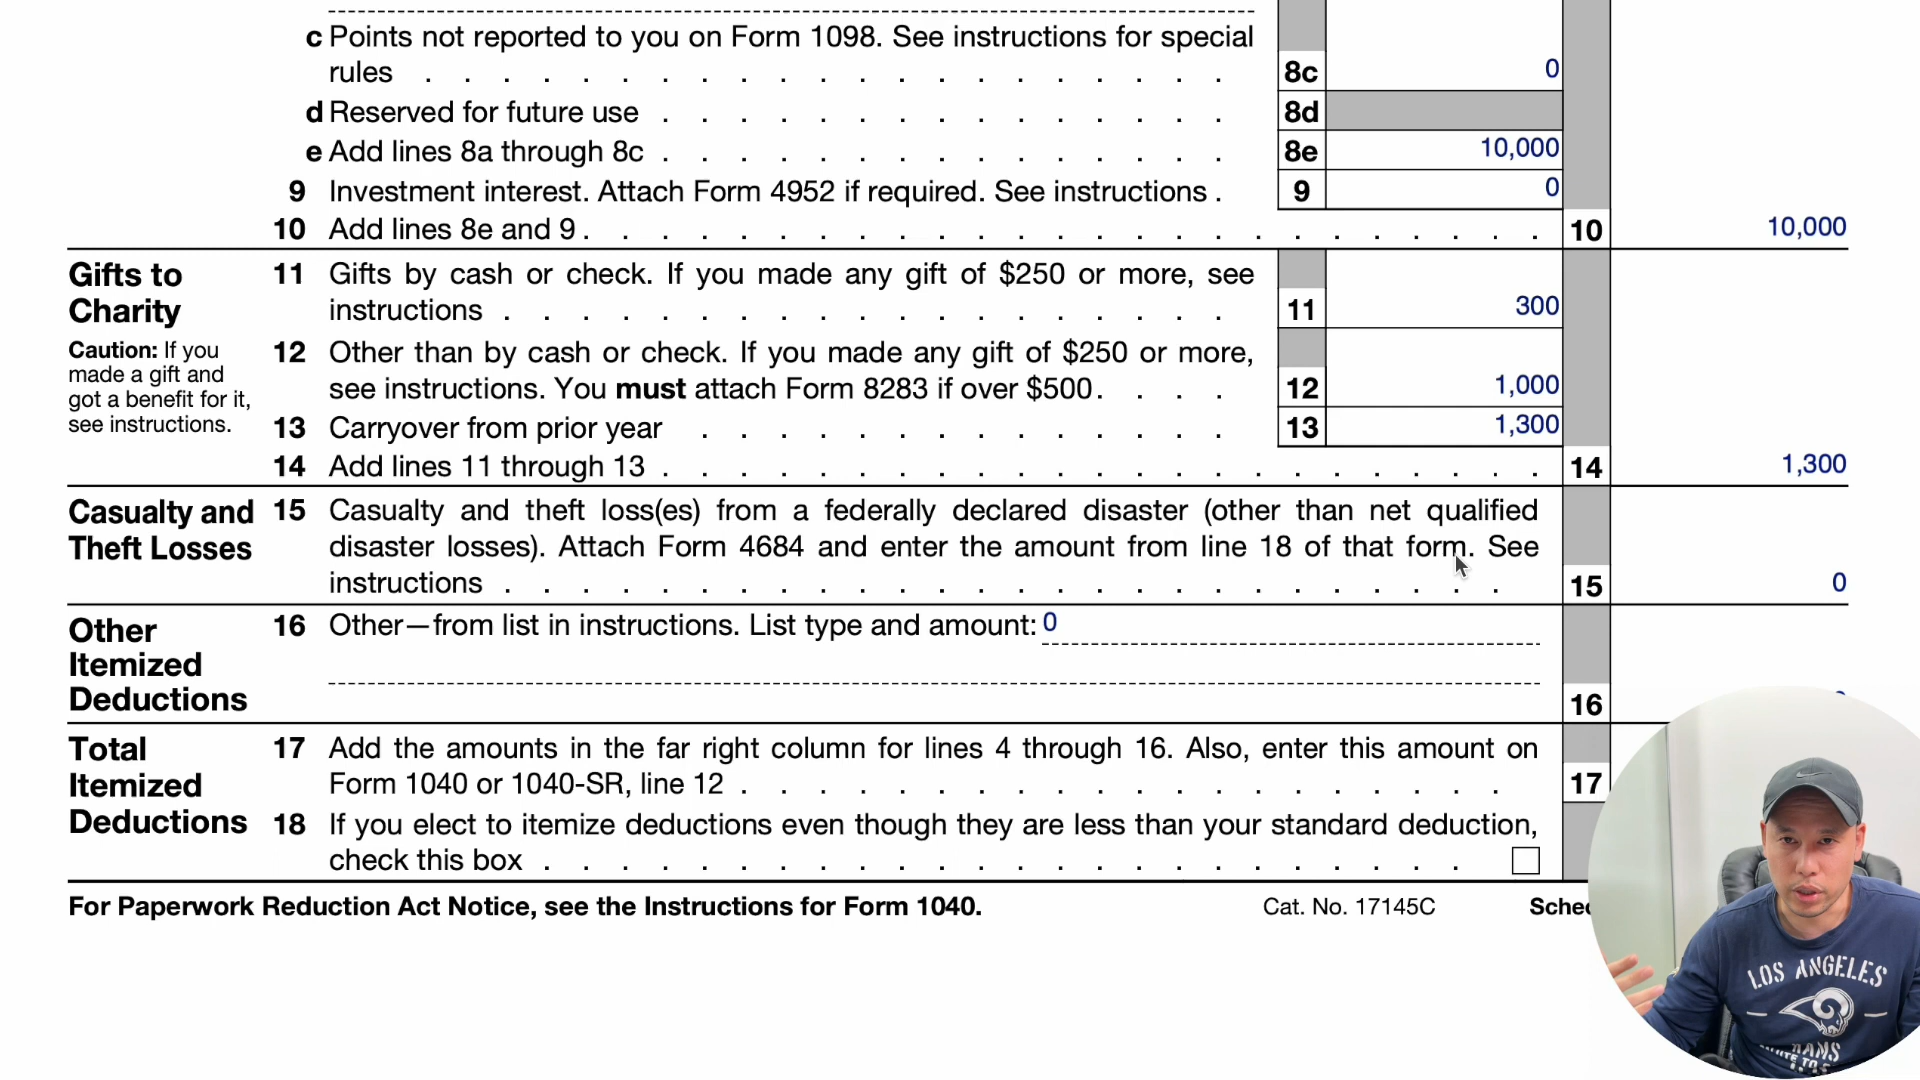 c Points not reported to you on Form 1098. See instructions for special
rules . . . . . . . . . . . . . . . . . . . . . 8c 0
d Reserved for future use . . . . . . . . . . . . . . . 8d
e Add lines 8a through 8c . . . . . . . . . . . . . . . 8e 10,000
9 Investment interest. Attach Form 4952 if required. See instructions . 9 0
10 Add lines 8e and 9 . . . . . . . . . . . . . . . . . . . . . . . . . 10 10,000
Gifts to
Charity
Caution: If you
made a gift and
got a benefit for it,
see instructions.
11 Gifts by cash or check. If you made any gift of $250 or more, see
instructions . . . . . . . . . . . . . . . . . . . 11 300
12 Other than by cash or check. If you made any gift of $250 or more,
see instructions. You must attach Form 8283 if over $500 . . . . 12 1,000
13 Carryover from prior year . . . . . . . . . . . . . . 13 1,300
14 Add lines 11 through 13 . . . . . . . . . . . . . . . . . . . . . . . 14 1,300
Casualty and
Theft Losses
15 Casualty and theft loss(es) from a federally declared disaster (other than net qualified
disaster losses). Attach Form 4684 and enter the amount from line 18 of that form. See
instructions . . . . . . . . . . . . . . . . . . . . . . . . . . 15 0
Other
Itemized
Deductions
16 Other—from list in instructions. List type and amount: 0
16
Total
Itemized
Deductions
17 Add the amounts in the far right column for lines 4 through 16. Also, enter this amount on
Form 1040 or 1040-SR, line 12 . . . . . . . . . . . . . . . . . . . . 17
18 If you elect to itemize deductions even though they are less than your standard deduction,
check this box . . . . . . . . . . . . . . . . . . . . . . . .
For Paperwork Reduction Act Notice, see the Instructions for Form 1040.
Cat. No. 17145C
LOS ANGELES